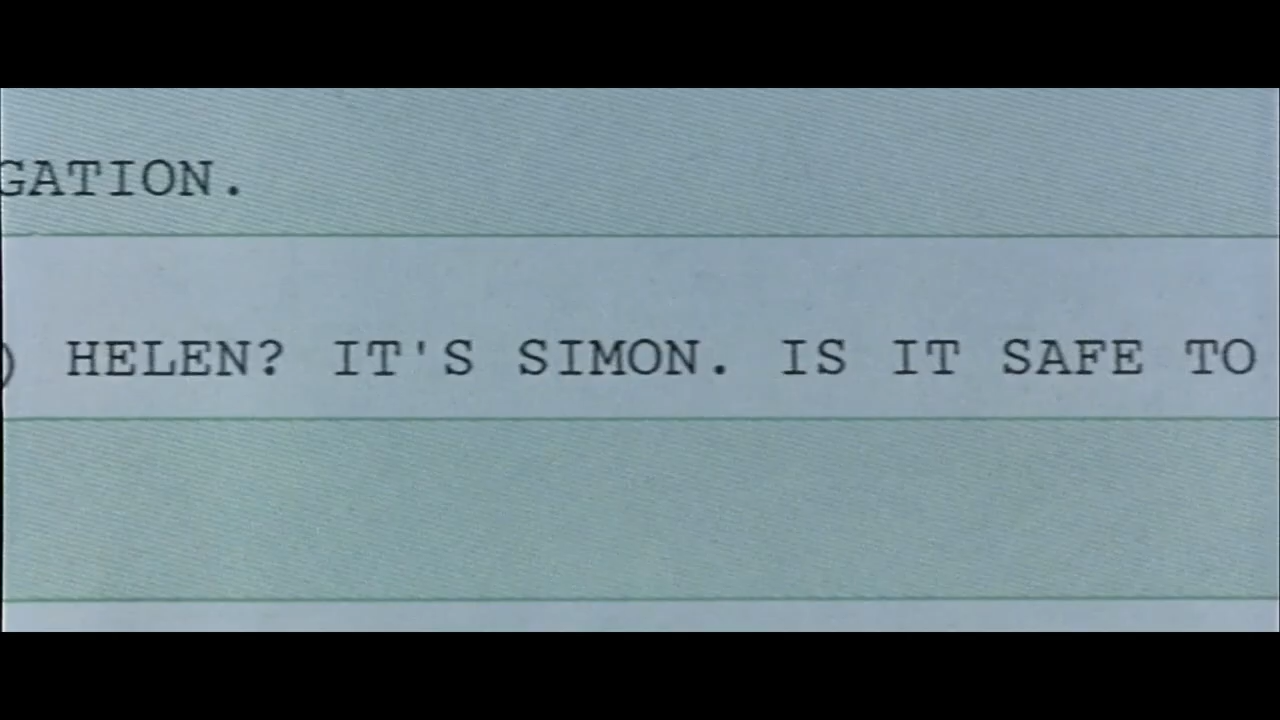 GATION.
) HELEN? IT'S SIMON. IS IT SAFE TO